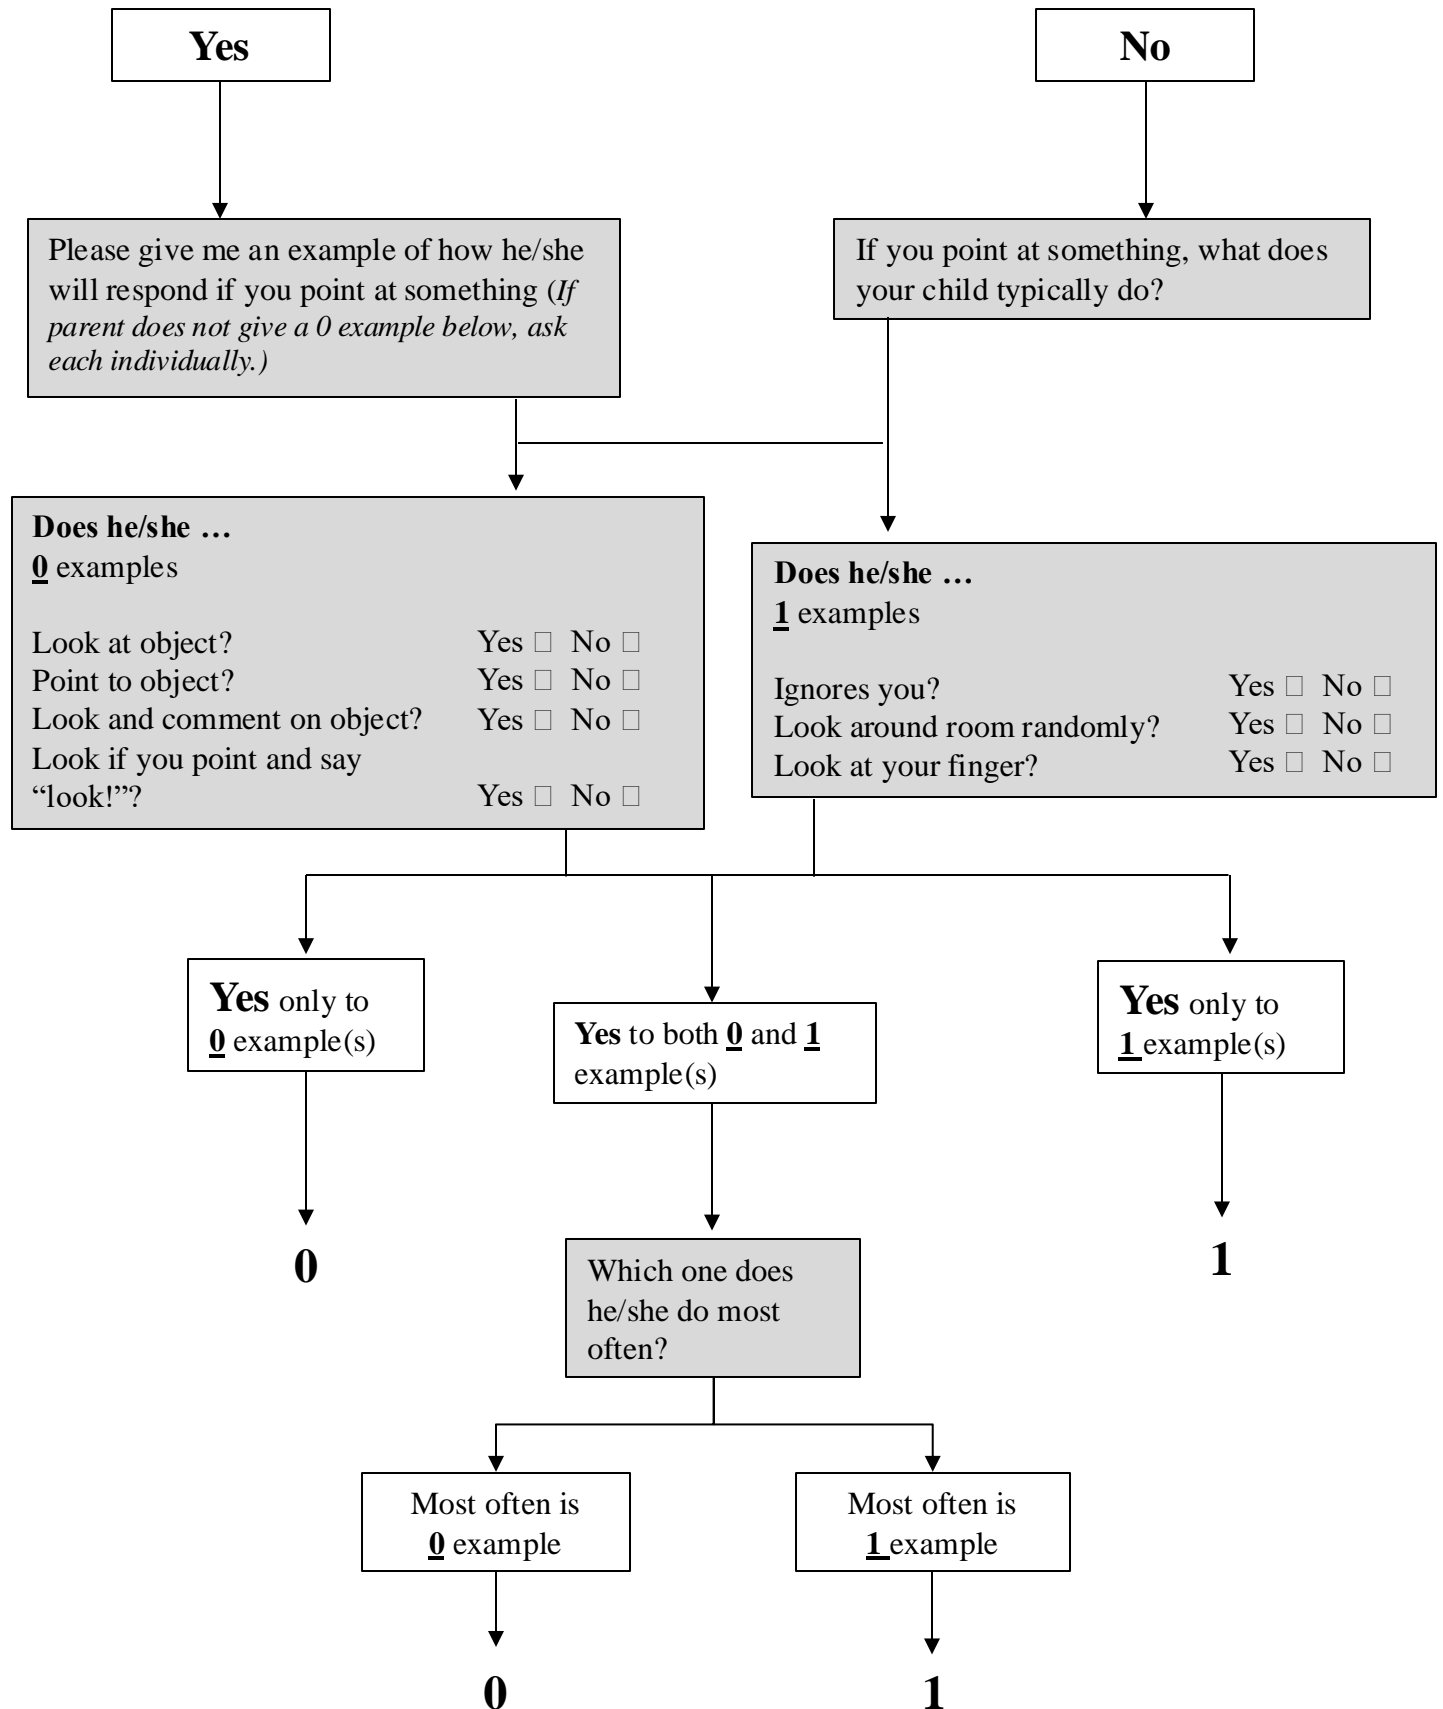 Yes
No
Please give me an example of how he/she
will respond if you point at something (If
parent does not give a 0 example below, ask
each individually.)
If you point at something, what does
your child typically do?
Does he/she …
0 examples
Look at object? Yes □ No □
Point to object? Yes □ No □
Look and comment on object? Yes □ No □
Look if you point and say
“look!”? Yes □ No □
Does he/she …
1 examples
Ignores you? Yes □ No □
Look around room randomly? Yes □ No □
Look at your finger? Yes □ No □
Yes only to
0 example(s)
Yes to both 0 and 1
example(s)
Yes only to
1 example(s)
0
1
Which one does
he/she do most
often?
Most often is
0 example
Most often is
1 example
0
1